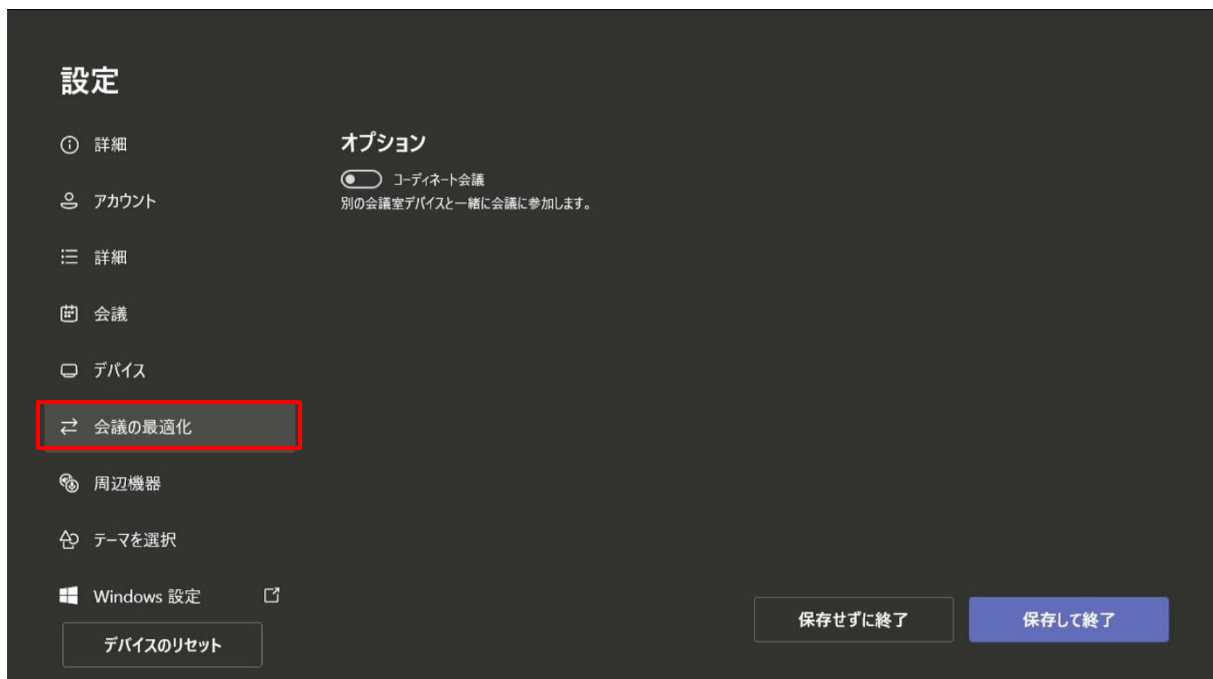 設定
詳細
アカウント
詳細
会議
デバイス
会議の最適化
周辺機器
テーマを選択
Windows 設定
デバイスのリセット
オプション
コーディネート会議
別の会議室デバイスと一緒に会議に参加します。
保存せずに終了
保存して終了